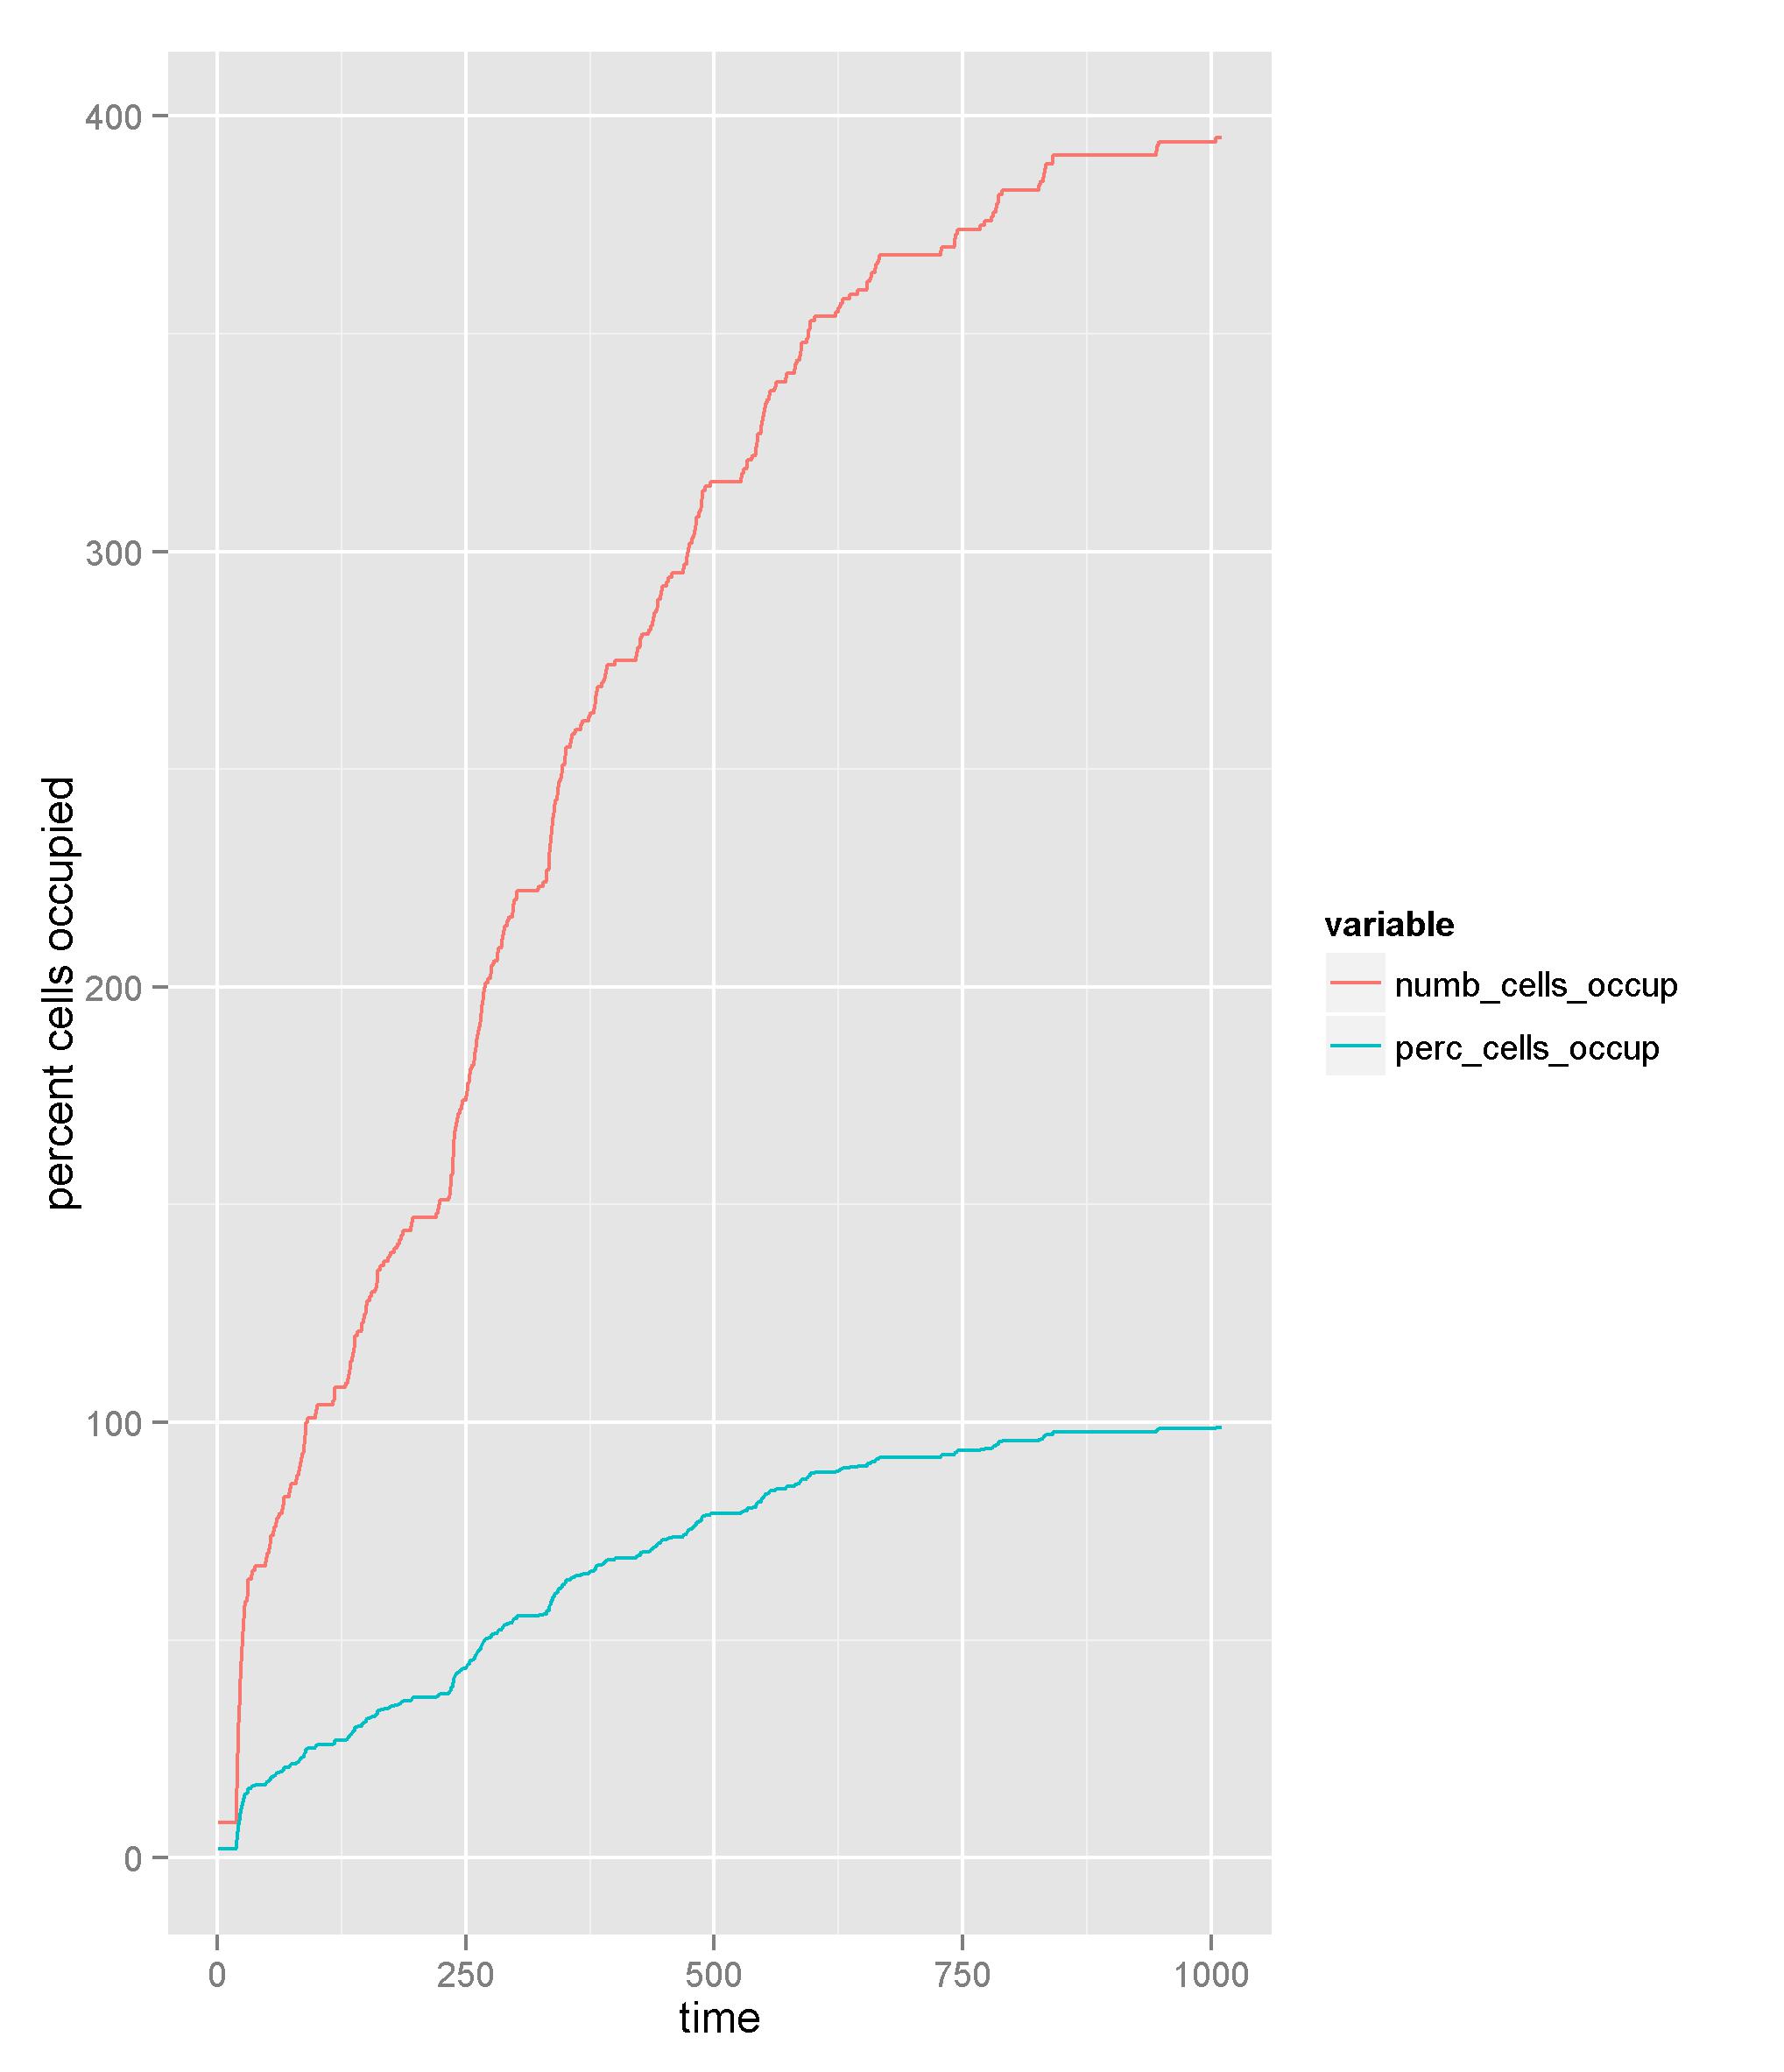 400
300
200
100
0
percent cells occupied
0 250 500 750 1000
time
variable
numb_cells_occup
perc_cells_occup